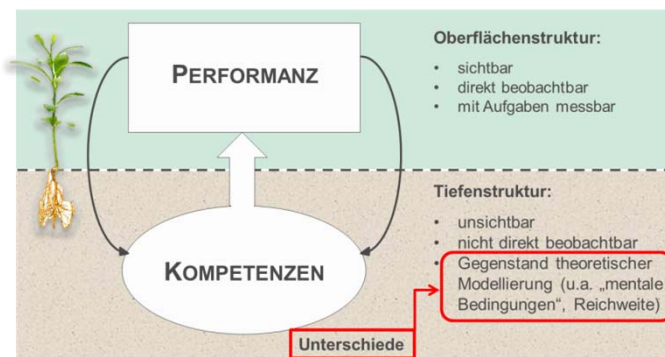 PERFORMANZ
Oberflächenstruktur:
• sichtbar
• direkt beobachtbar
• mit Aufgaben messbar
KOMPETENZEN
Tiefenstruktur:
• unsichtbar
• nicht direkt beobachtbar
• Gegenstand theoretischer
Modellierung (u.a. „mentale
Bedingungen“, Reichweite)
Unterschiede